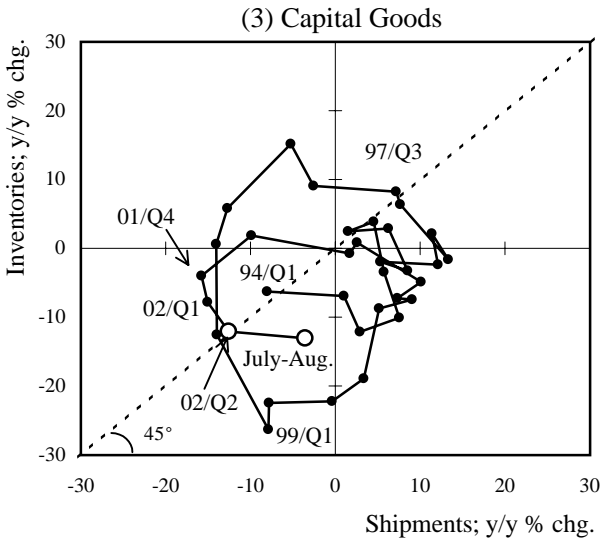 (3) Capital Goods
Inventories; y/y % chg.
30
20
10
0
-10
-20
-30
97/Q3
01/Q4
94/Q1
02/Q1
July-Aug.
02/Q2
99/Q1
45°
-30
-20
-10
0
10
20
30
Shipments; y/y % chg.